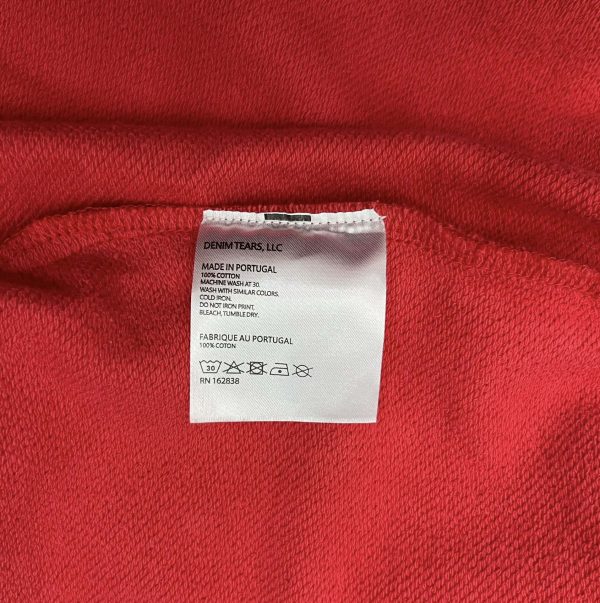 DENIM TEARS, LLC
MADE IN PORTUGAL
100% COTTON
MACHINE WASH AT 30.
WASH WITH SIMILAR COLORS.
COLD IRON.
DO NOT IRON PRINT,
BLEACH, TUMBLE DRY.
FABRIQUE AU PORTUGAL
100% COTON
30
RN 162838